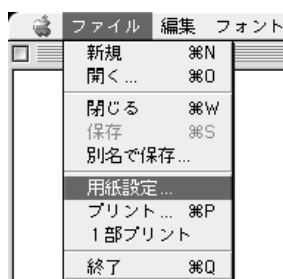 ファイル 編集 フォント
新規 ⌘N
開く... ⌘O
閉じる ⌘W
保存 ⌘S
別名で保存...
用紙設定...
プリント... ⌘P
1部プリント
終了 ⌘Q